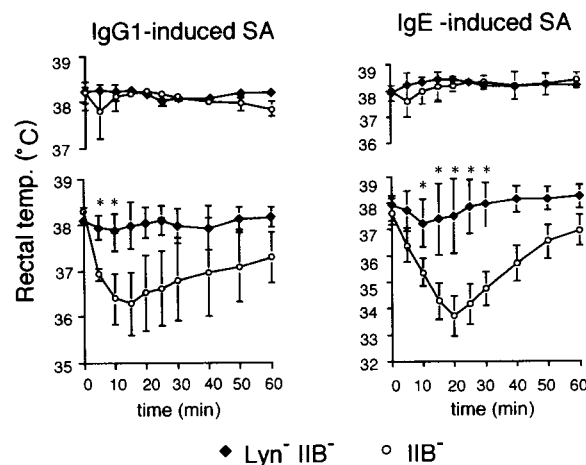 IgG1-induced SA
IgE -induced SA
39
38
37
39
38
37
36
39
38
37
36
35
39
38
37
36
35
34
33
32
Rectal temp. (°C)
* *
* * * * *
0 10 20 30 40 50 60
0 10 20 30 40 50 60
time (min)
time (min)
◆ Lyn⁻ IIB⁻ ○ IIB⁻